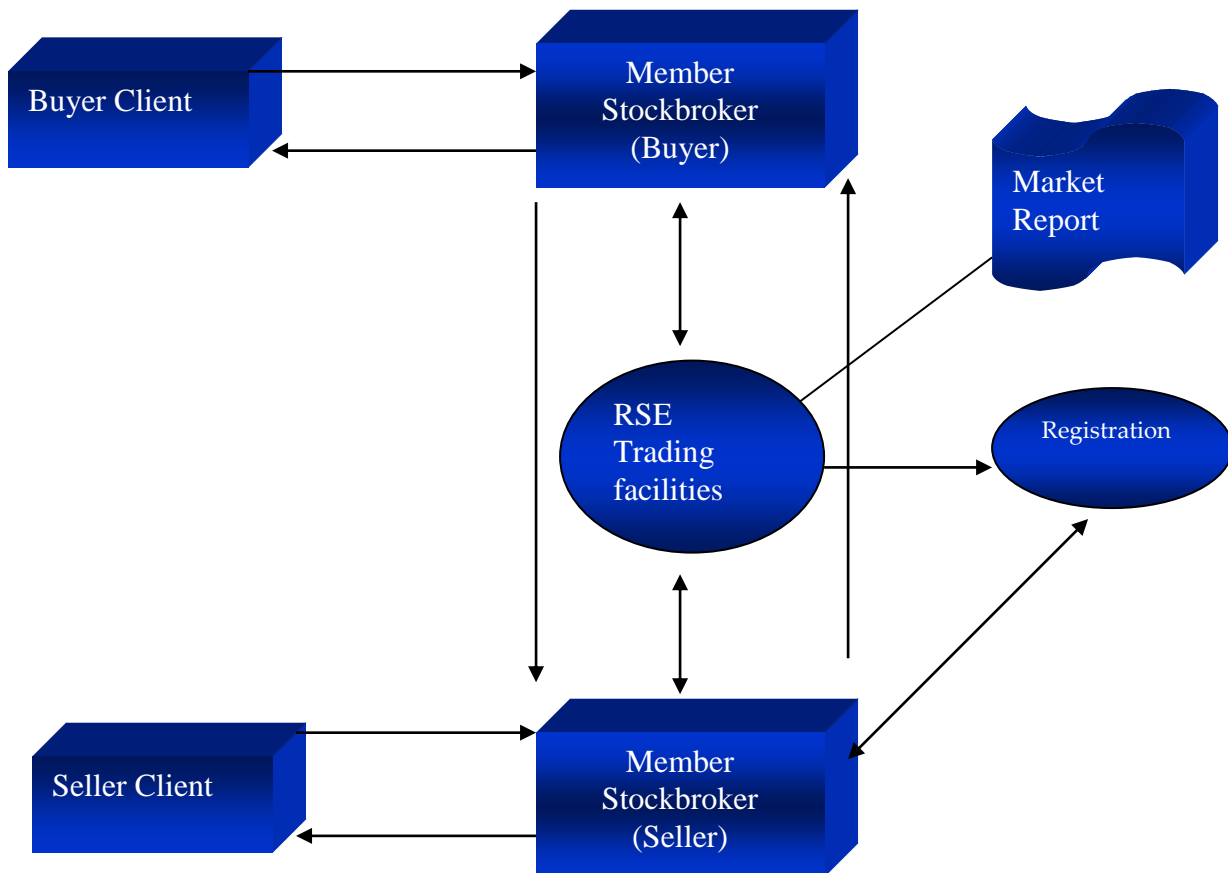 Buyer Client
Member
Stockbroker
(Buyer)
Market
Report
RSE
Trading
facilities
Registration
Seller Client
Member
Stockbroker
(Seller)